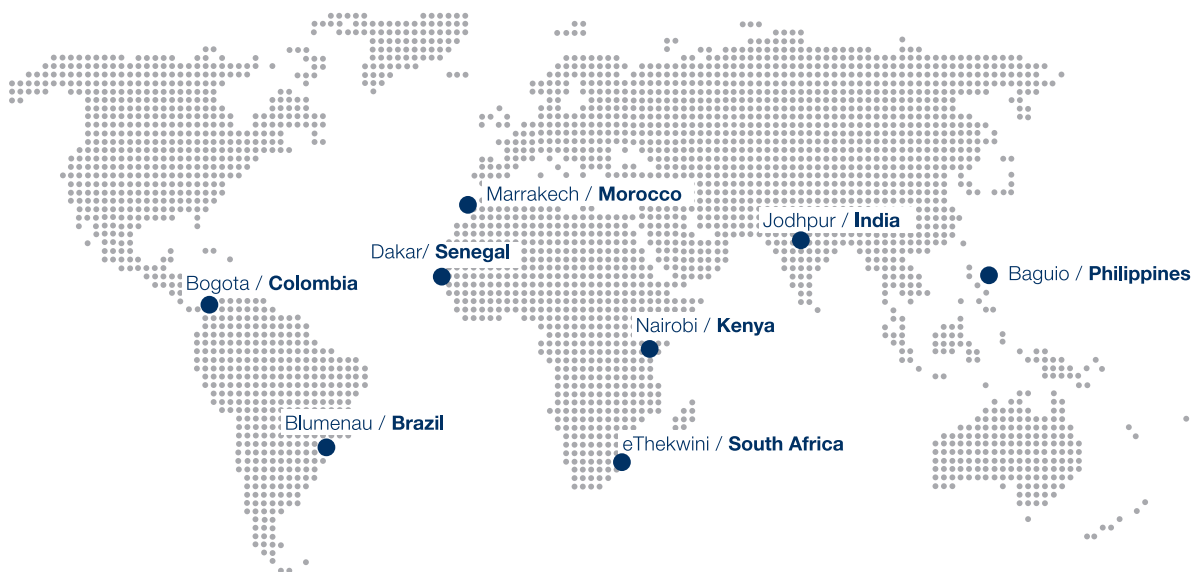 Marrakech / Morocco
Jodhpur / India
Dakar/ Senegal
Bogota / Colombia
Baguio / Philippines
Nairobi / Kenya
Blumenau / Brazil
eThekwini / South Africa